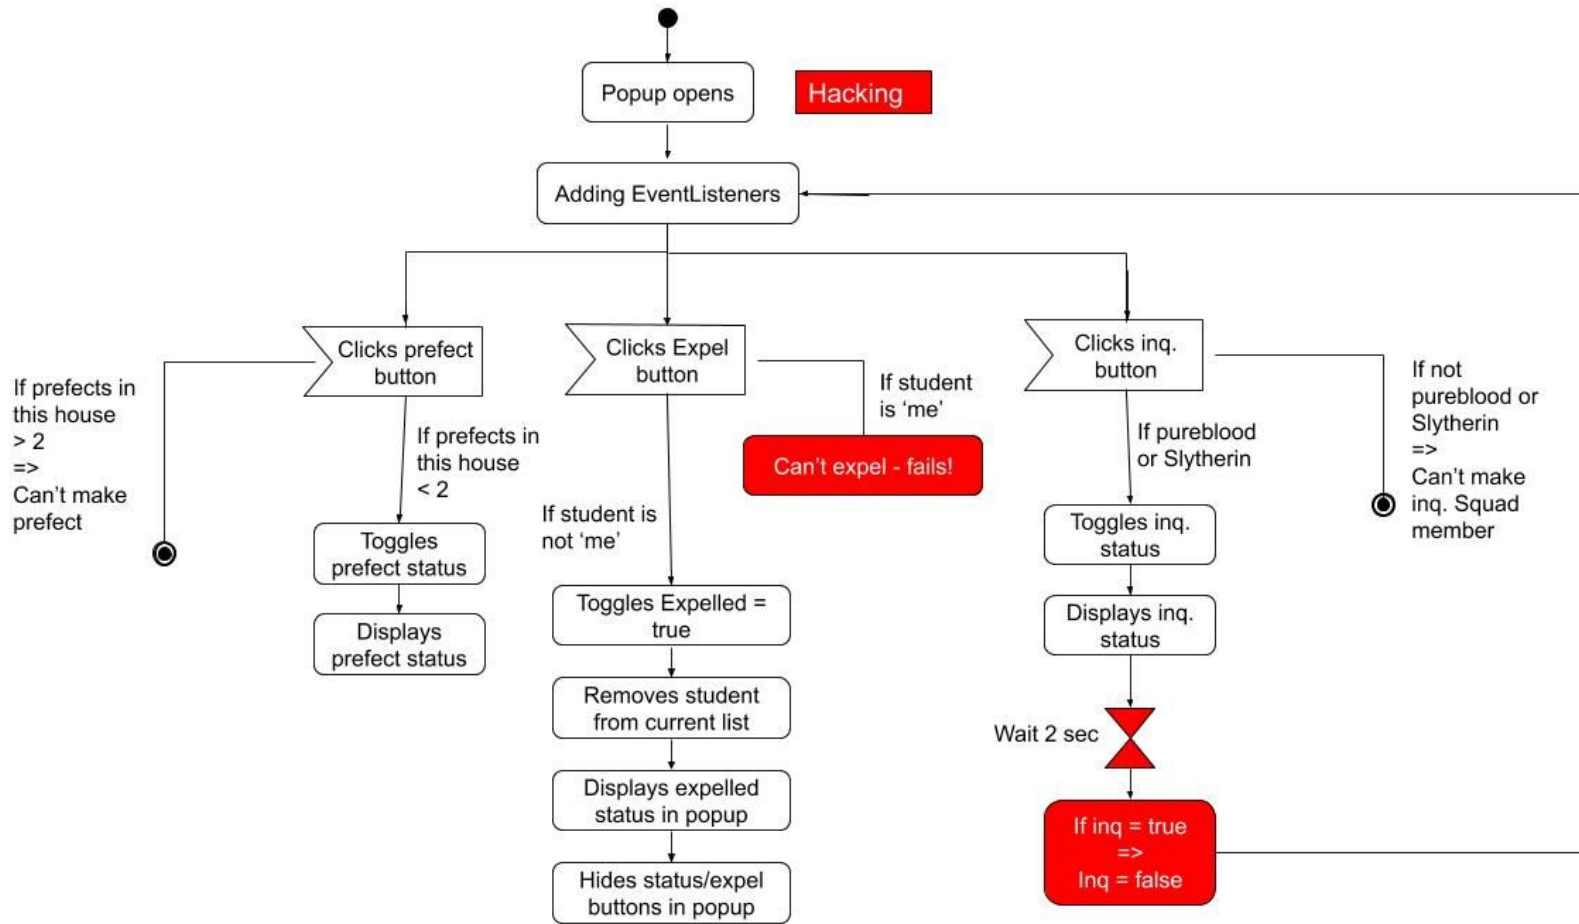 Popup opens
Hacking
Adding EventListeners
Clicks prefect
button
Clicks Expel
button
Clicks inq.
button
If prefects in
this house
> 2
=>
Can't make
prefect
If prefects in
this house
< 2
If student
is ‘me’
Can't expel - fails!
If student is
not ‘me’
If pureblood
or Slytherin
If not
pureblood or
Slytherin
=>
Can't make
inq. Squad
member
Toggles
prefect status
Displays
prefect status
Toggles Expelled =
true
Removes student
from current list
Displays expelled
status in popup
Hides status/expel
buttons in popup
Toggles inq.
status
Displays inq.
status
Wait 2 sec
If inq = true
=>
Inq = false